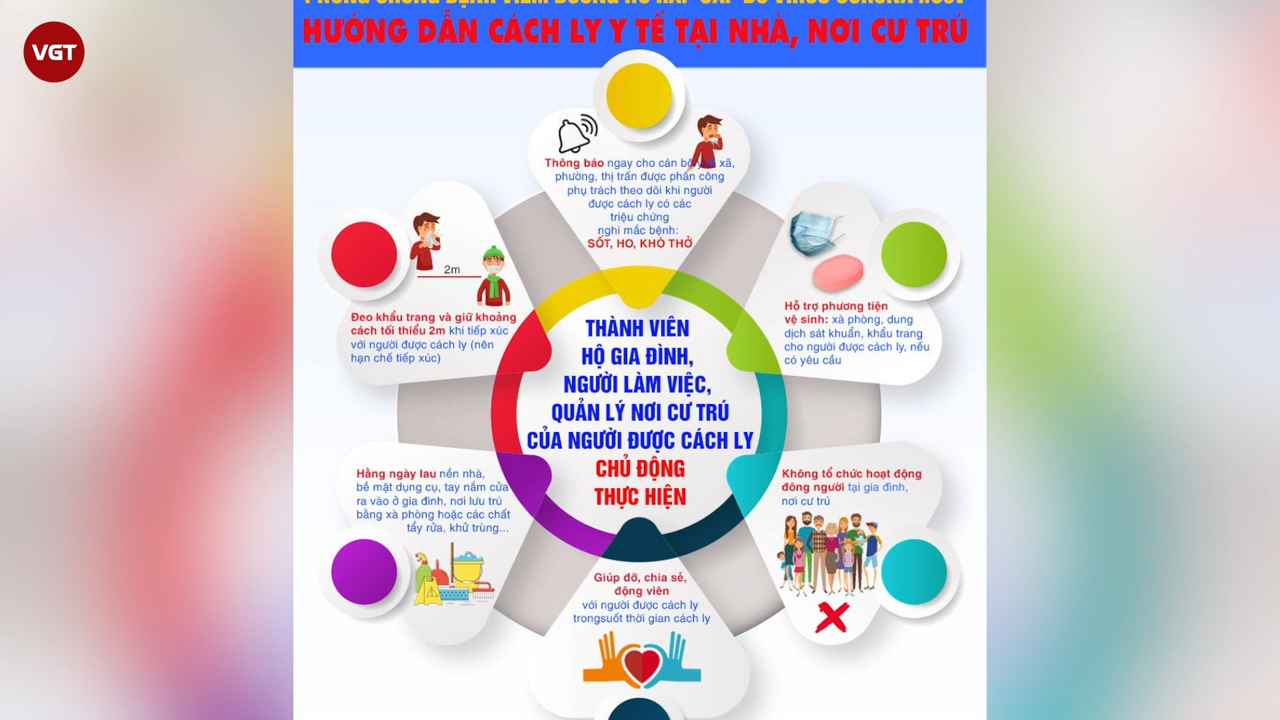 VGT
HƯỚNG DẪN CÁCH LY Y TẾ TẠI NHÀ, NƠI CƯ TRÚ
Thông báo ngay cho cán bộ y tế xã,
phường, thị trấn được phân công
phụ trách theo dõi khi người
được cách ly có các
triệu chứng
nghi mắc bệnh:
SỐT, HO, KHÓ THỞ
2m
Đeo khẩu trang và giữ khoảng
cách tối thiểu 2m khi tiếp xúc
với người được cách ly (nên
hạn chế tiếp xúc)
Hỗ trợ phương tiện
vệ sinh: xà phòng, dung
dịch sát khuẩn, khẩu trang
cho người được cách ly, nếu
có yêu cầu
THÀNH VIÊN
HỘ GIA ĐÌNH,
NGƯỜI LÀM VIỆC,
QUẢN LÝ NƠI CƯ TRÚ
CỦA NGƯỜI ĐƯỢC CÁCH LY
CHỦ ĐỘNG
THỰC HIỆN
Hằng ngày lau nền nhà,
bề mặt dụng cụ, tay nắm cửa
ra vào ở gia đình, nơi lưu trú
bằng xà phòng hoặc các chất
tẩy rửa, khử trùng...
Không tổ chức hoạt động
đông người tại gia đình,
nơi cư trú
Giúp đỡ, chia sẻ,
động viên
với người được cách ly
trongsuốt thời gian cách ly